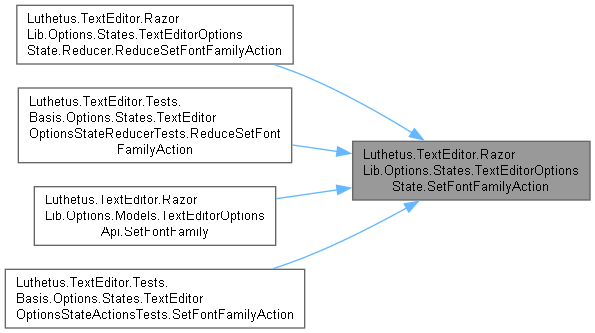 Luthetus.TextEditor.Razor
Lib.Options.States.TextEditorOptions
State.Reducer.ReduceSetFontFamilyAction
Luthetus.TextEditor.Tests.
Basis.Options.States.TextEditor
OptionsStateReducerTests.ReduceSetFont
FamilyAction
Luthetus.TextEditor.Razor
Lib.Options.States.TextEditorOptions
State.SetFontFamilyAction
Luthetus.TextEditor.Razor
Lib.Options.Models.TextEditorOptions
Api.SetFontFamily
Luthetus.TextEditor.Tests.
Basis.Options.States.TextEditor
OptionsStateActionsTests.SetFontFamilyAction